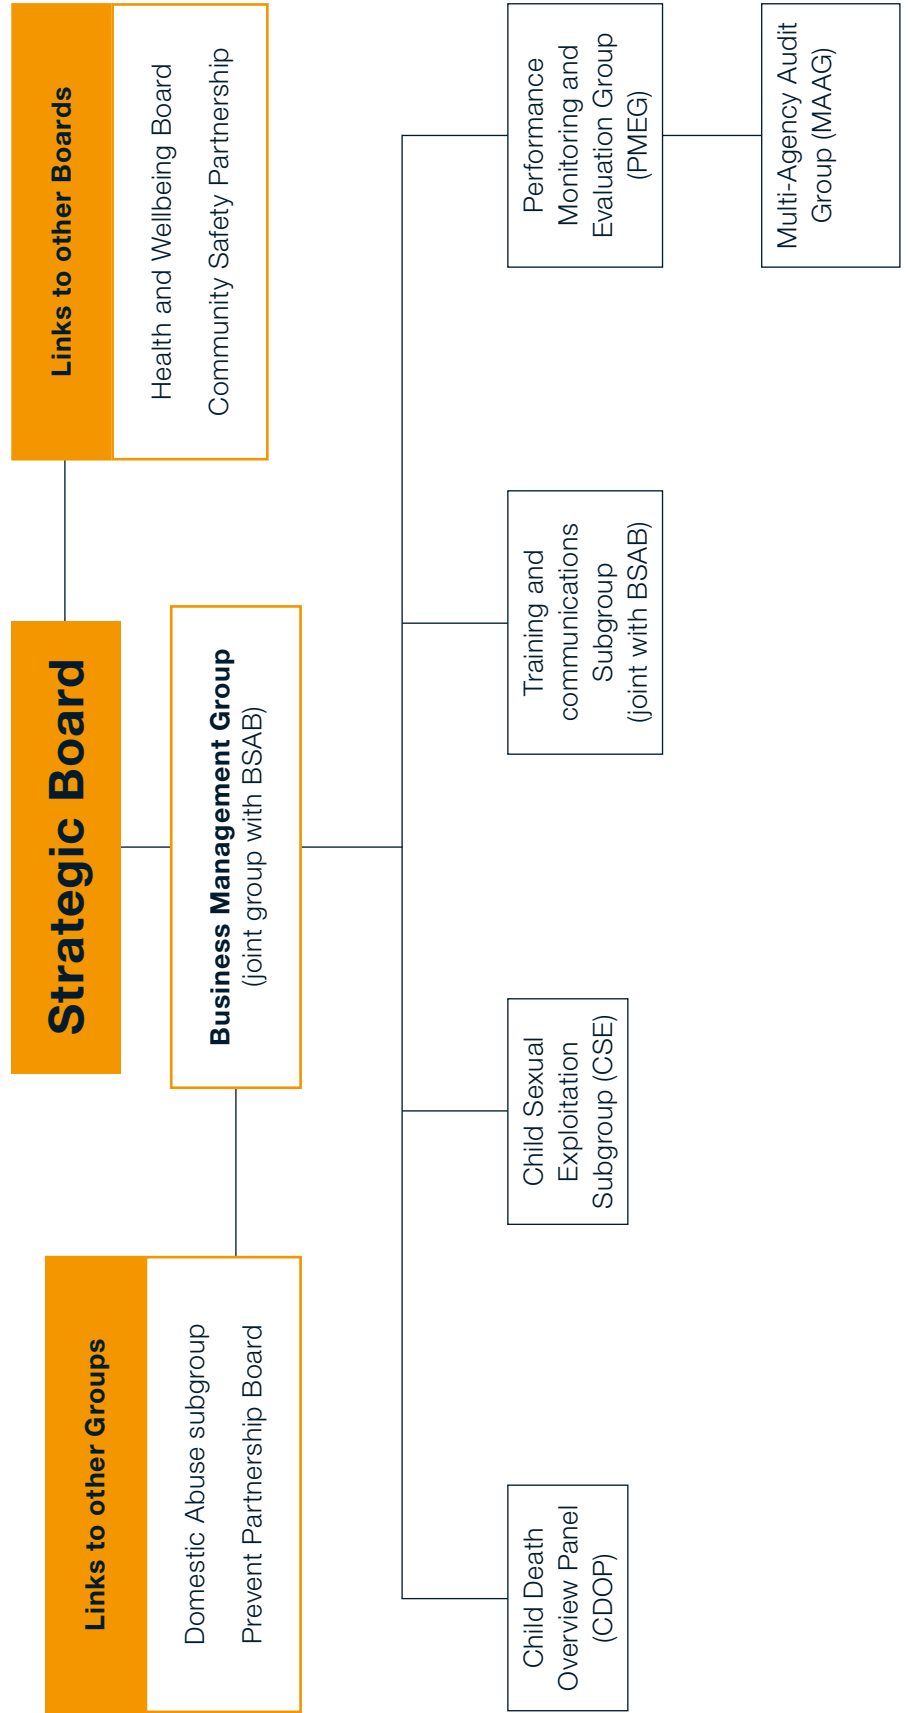 Strategic Board
Links to other Boards
Health and Wellbeing Board
Community Safety Partnership
Links to other Groups
Domestic Abuse subgroup
Prevent Partnership Board
Business Management Group
(joint group with BSAB)
Child Death
Overview Panel
(CDOP)
Child Sexual
Exploitation
Subgroup (CSE)
Training and
communications
Subgroup
(joint with BSAB)
Performance
Monitoring and
Evaluation Group
(PMEG)
Multi-Agency Audit
Group (MAAG)